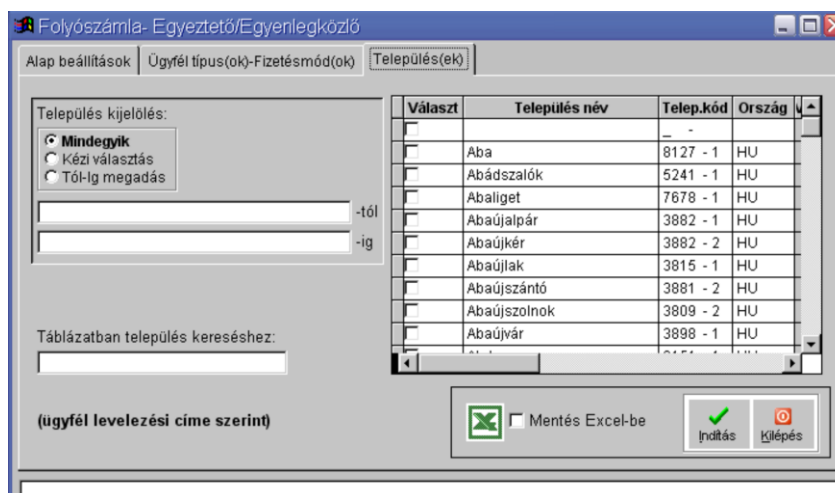 Folyószámla- Egyeztető/Egyenlegközlő
Alap beállítások Ügyfél típus(ok)-Fizetésmód(ok) Település(ek)
Település kijelölés:
Mindegyik
Kézi választás
Tól-Ig megadás
-tól
-ig
Táblázatban település kereséshez:
(ügyfél levelezési címe szerint)
Választ Település név Telep.kód Ország
_ -
Aba 8127 - 1 HU
Abádszalók 5241 - 1 HU
Abaliget 7678 - 1 HU
Abaújalpár 3882 - 1 HU
Abaújkér 3882 - 2 HU
Abaújlak 3815 - 1 HU
Abaújszántó 3881 - 2 HU
Abaújszolnok 3809 - 2 HU
Abaújvár 3898 - 1 HU
Mentés Excel-be
Indítás Kilépés